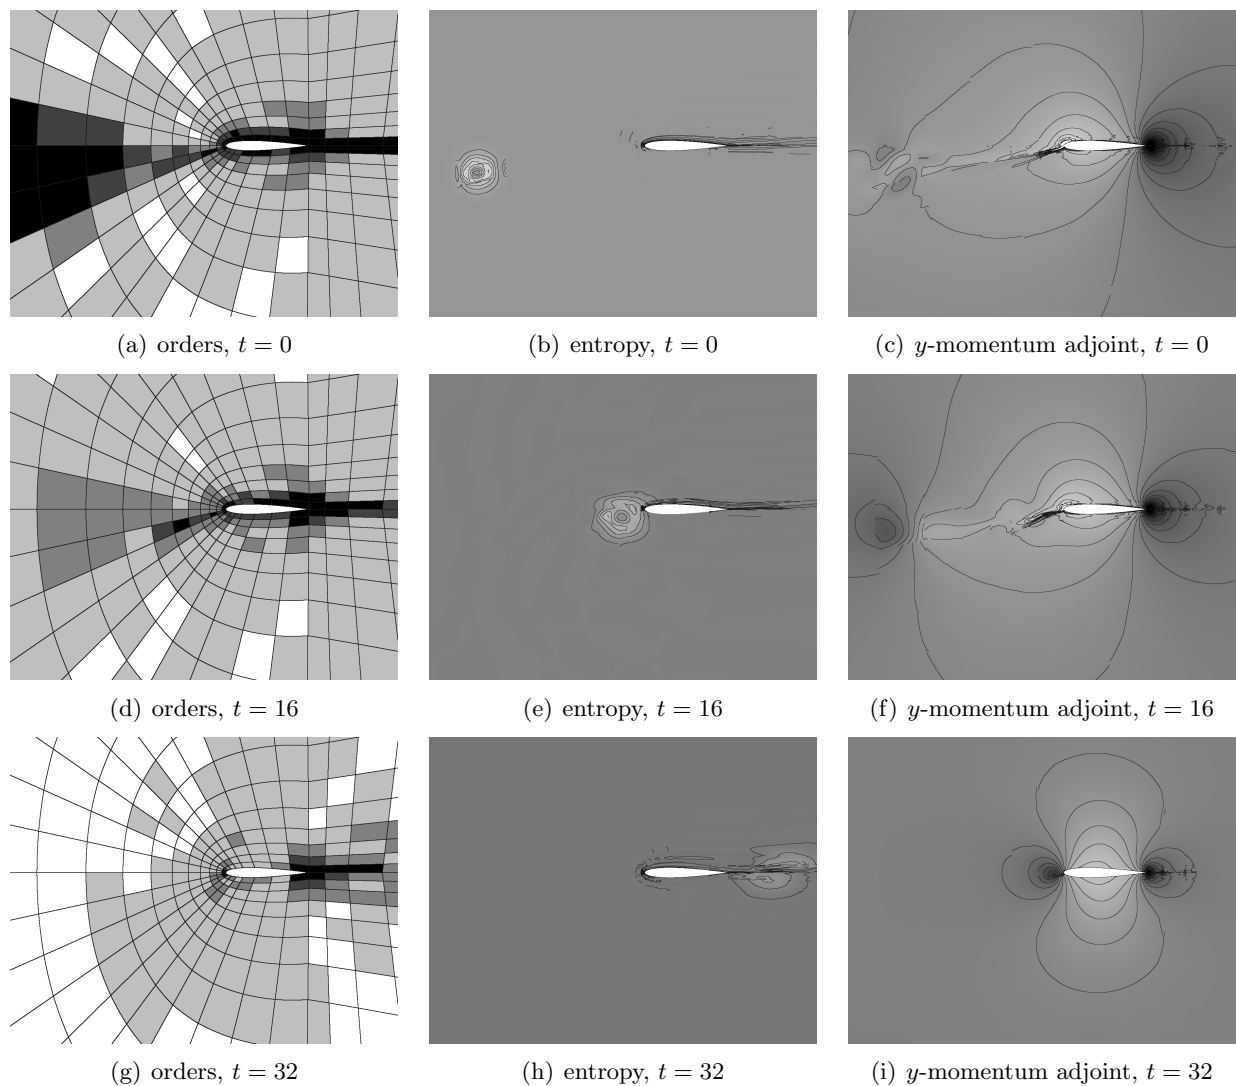 (a) orders, t = 0
(b) entropy, t = 0
(c) y-momentum adjoint, t = 0
(d) orders, t = 16
(e) entropy, t = 16
(f) y-momentum adjoint, t = 16
(g) orders, t = 32
(h) entropy, t = 32
(i) y-momentum adjoint, t = 32